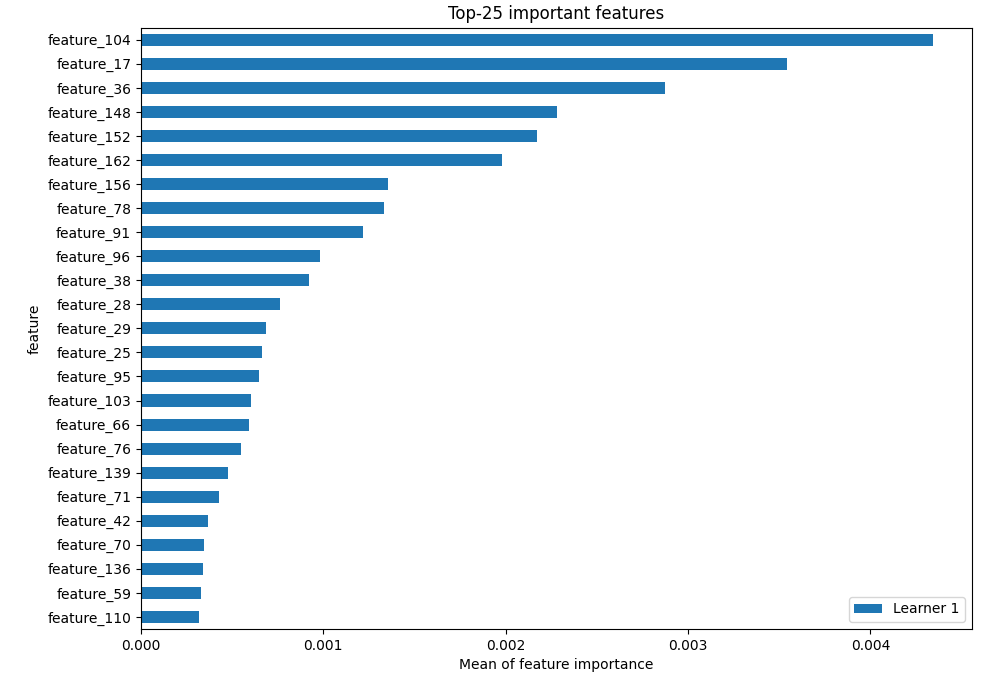 Top-25 important features
feature_104
feature_17
feature_36
feature_148
feature_152
feature_162
feature_156
feature_78
feature_91
feature_96
feature_38
feature_28
feature_29
feature_25
feature_95
feature_103
feature_66
feature_76
feature_139
feature_71
feature_42
feature_70
feature_136
feature_59
feature_110
feature
Learner 1
0.000 0.001 0.002 0.003 0.004
Mean of feature importance